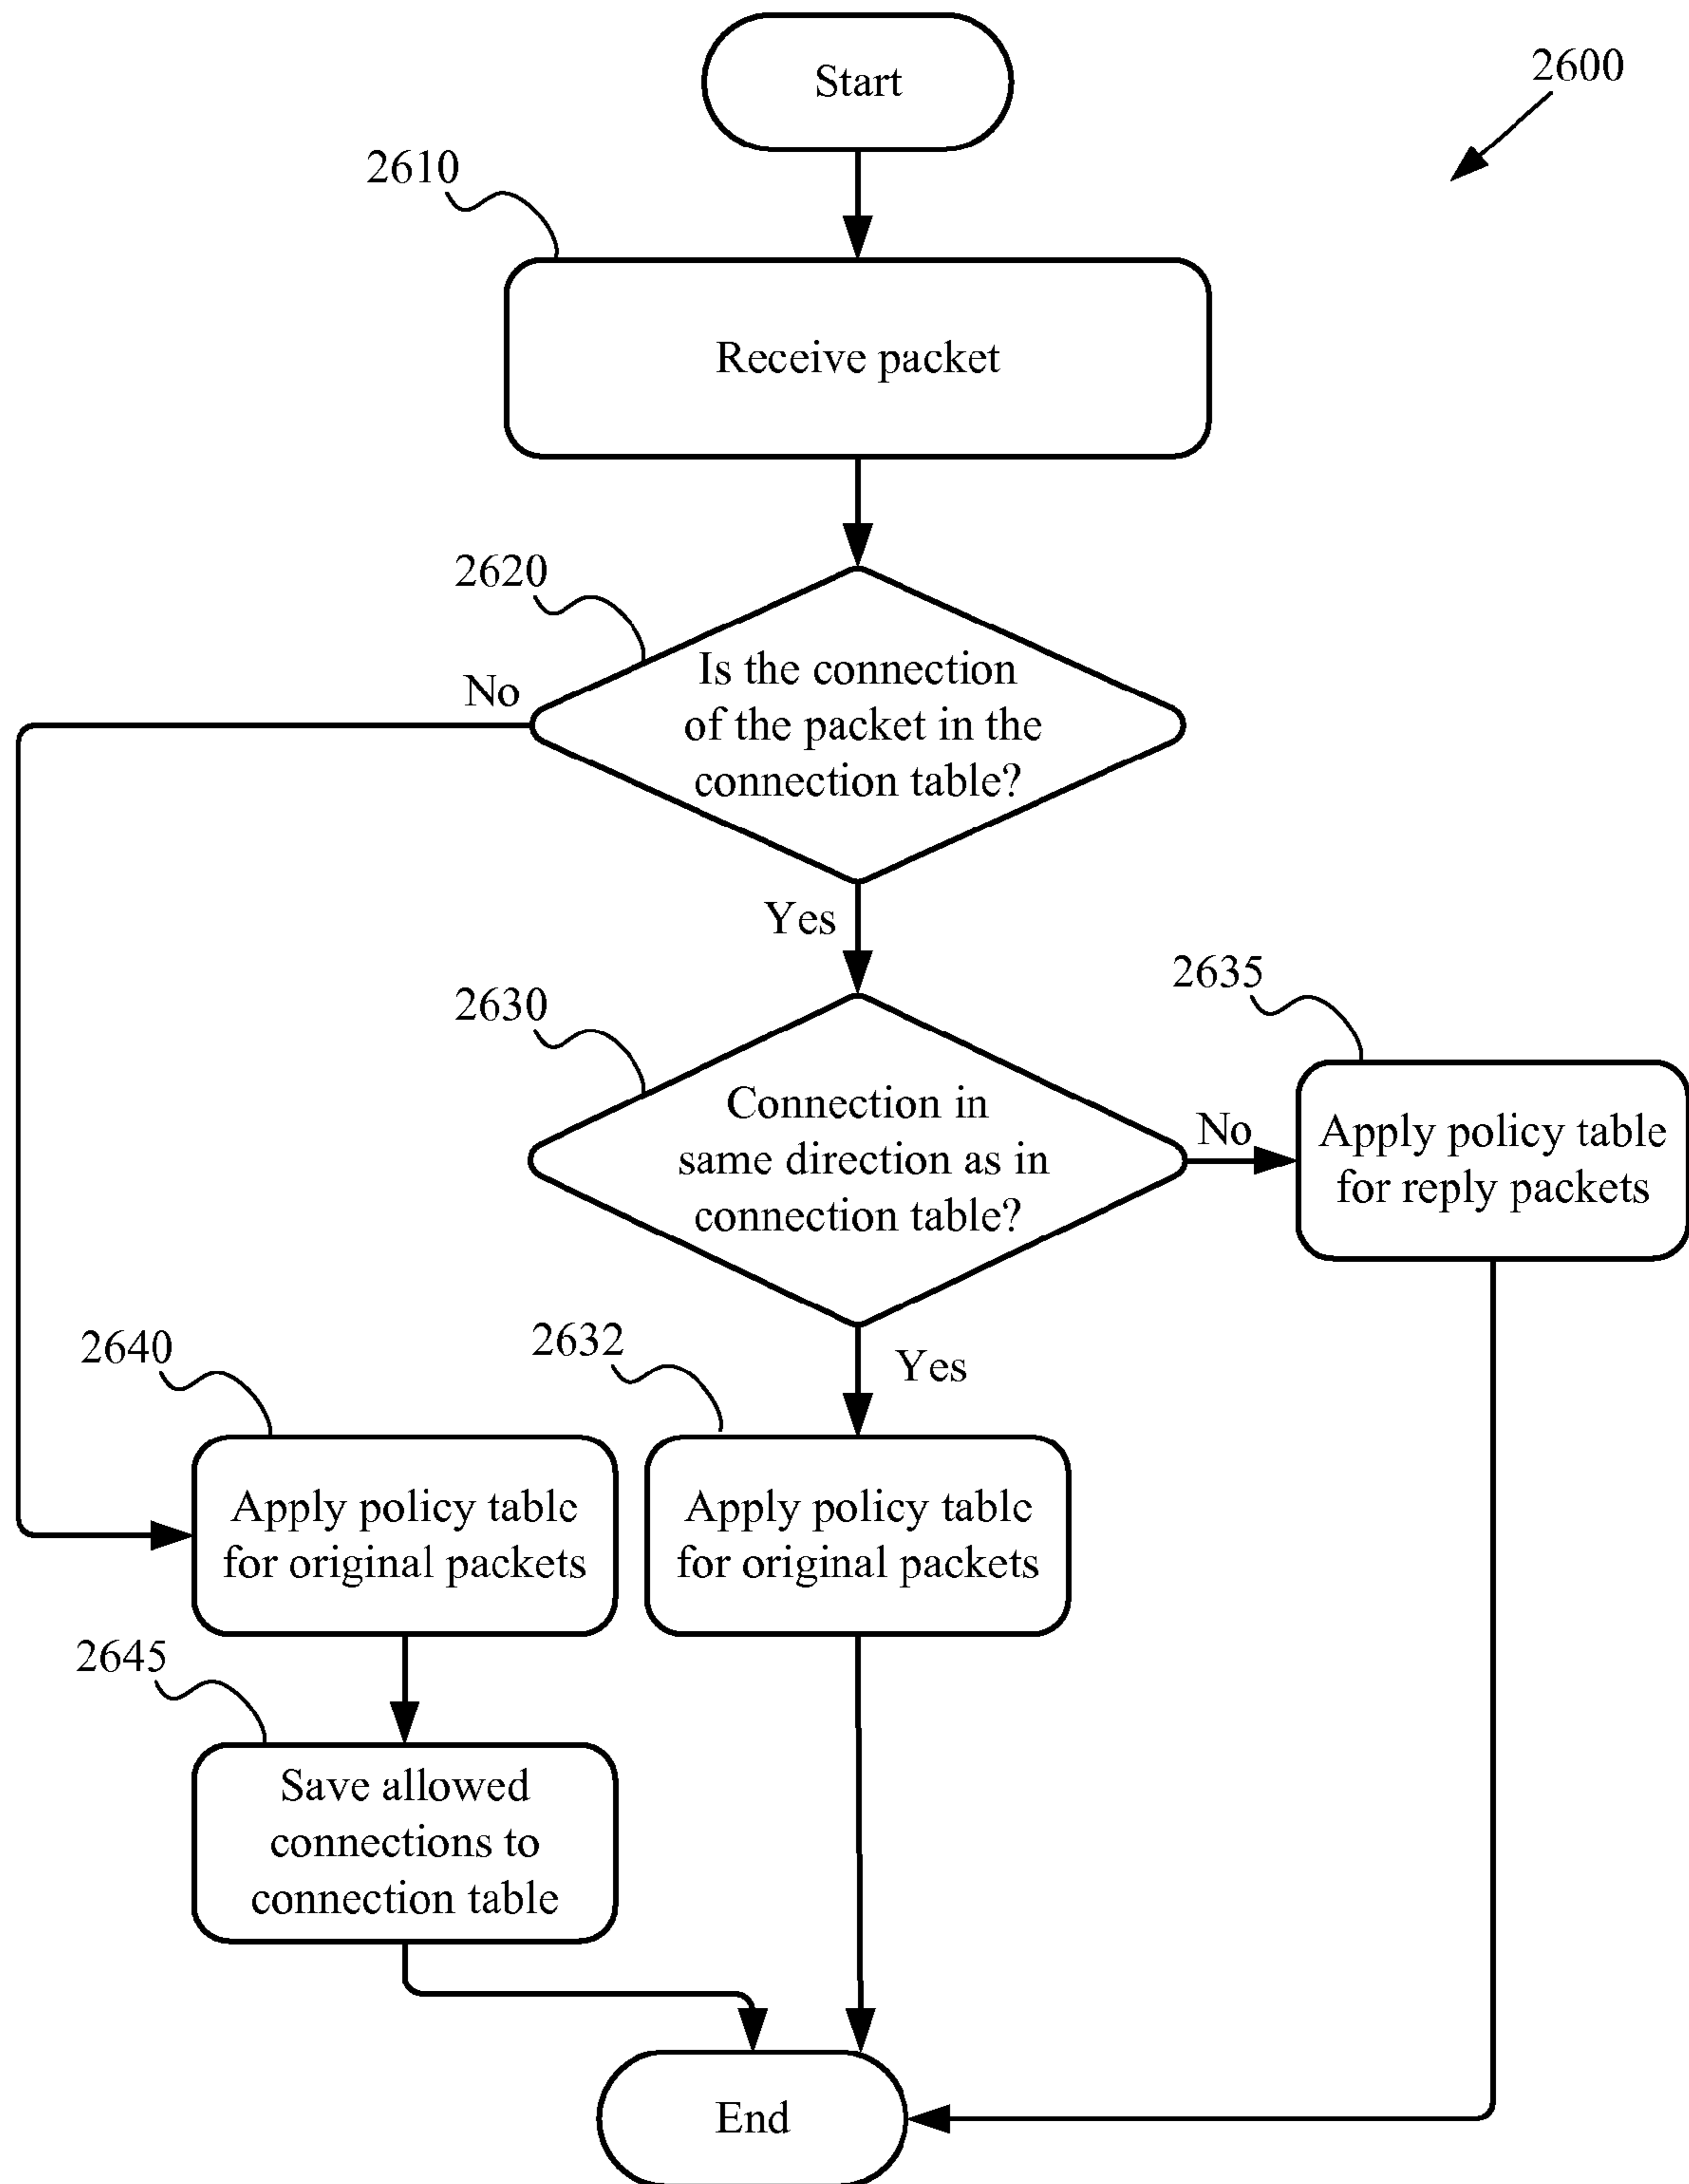 Start
2600
2610
Receive packet
2620
Is the connection
of the packet in the
connection table?
No
Yes
2630
Connection in
same direction as in
connection table?
No
2635
Apply policy table
for reply packets
Yes
2640
Apply policy table
for original packets
2632
Apply policy table
for original packets
2645
Save allowed
connections to
connection table
End